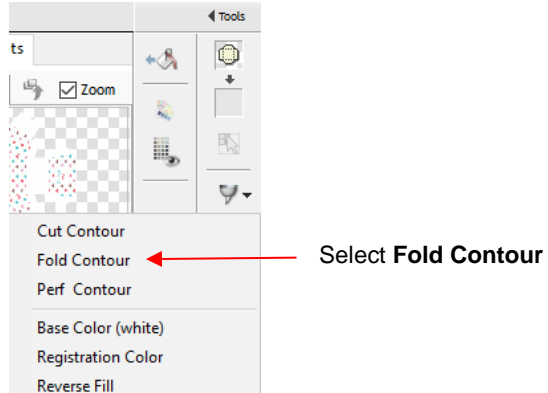 Tools
ts
Zoom
Cut Contour
Fold Contour
Select Fold Contour
Perf Contour
Base Color (white)
Registration Color
Reverse Fill